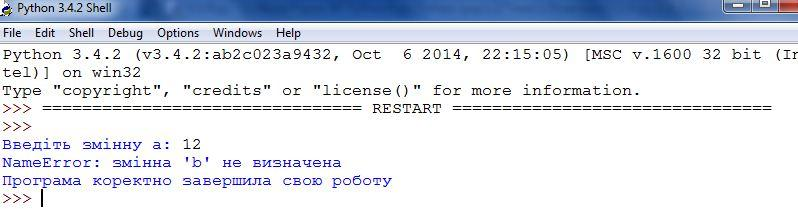 Python 3.4.2 Shell
File Edit Shell Debug Options Windows Help
Python 3.4.2 (v3.4.2:ab2c023a9432, Oct  6 2014, 22:15:05) [MSC v.1600 32 bit (In
tel)] on win32
Type "copyright", "credits" or "license()" for more information.
>>> ================================ RESTART ================================
>>>
Введіть змінну a: 12
NameError: змінна 'b' не визначена
Програма коректно завершила свою роботу
>>>